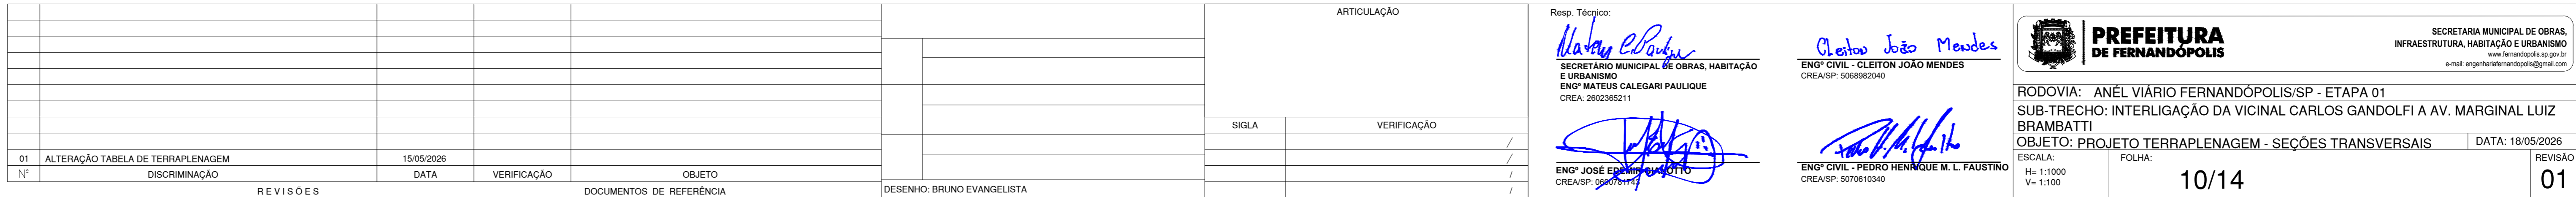 01 ALTERAÇÃO TABELA DE TERRAPLENAGEM 15/05/2026
N° DISCRIMINAÇÃO DATA VERIFICAÇÃO OBJETO
REVISÕES DOCUMENTOS DE REFERÊNCIA
DESENHO: BRUNO EVANGELISTA
ARTICULAÇÃO
SIGLA VERIFICAÇÃO
/
/
/
/
Resp. Técnico:
SECRETÁRIO MUNICIPAL DE OBRAS, HABITAÇÃO
E URBANISMO
ENGº MATEUS CALEGARI PAULIQUE
CREA: 2602365211
Cleiton João Mendes
ENGº CIVIL - CLEITON JOÃO MENDES
CREA/SP: 5068982040
ENGº JOSÉ
CREA/SP:
ENGº CIVIL - PEDRO HENRIQUE M. L. FAUSTINO
CREA/SP: 5070610340
PREFEITURA
DE FERNANDÓPOLIS
SECRETARIA MUNICIPAL DE OBRAS,
INFRAESTRUTURA, HABITAÇÃO E URBANISMO
www.fernandopolis.sp.gov.br
e-mail: engenhariafernandopolis@gmail.com
RODOVIA: ANÉL VIÁRIO FERNANDÓPOLIS/SP - ETAPA 01
SUB-TRECHO: INTERLIGAÇÃO DA VICINAL CARLOS GANDOLFI A AV. MARGINAL LUIZ
BRAMBATTI
OBJETO: PROJETO TERRAPLENAGEM - SEÇÕES TRANSVERSAIS DATA: 18/05/2026
ESCALA: FOLHA: REVISÃO
H= 1:1000
V= 1:100
10/14
01